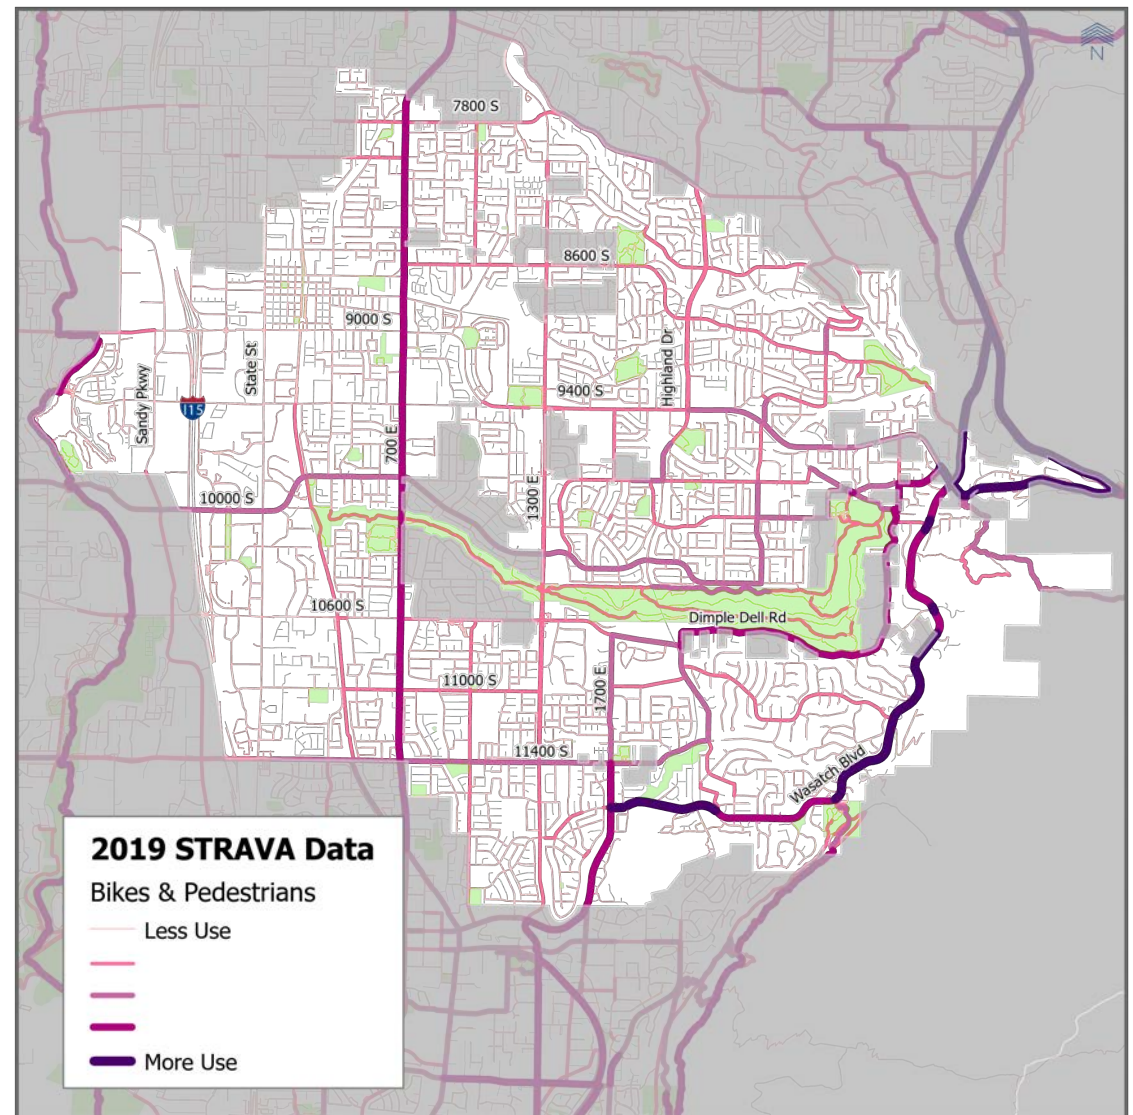 N
7800 S
8600 S
9000 S
State St
Highland Dr
Sandy Pkwy
9400 S
I15
700 E
10000 S
1300 E
10600 S
Dimple Dell Rd
11000 S
1700 E
11400 S
Wasatch Blvd
2019 STRAVA Data
Bikes & Pedestrians
Less Use
More Use